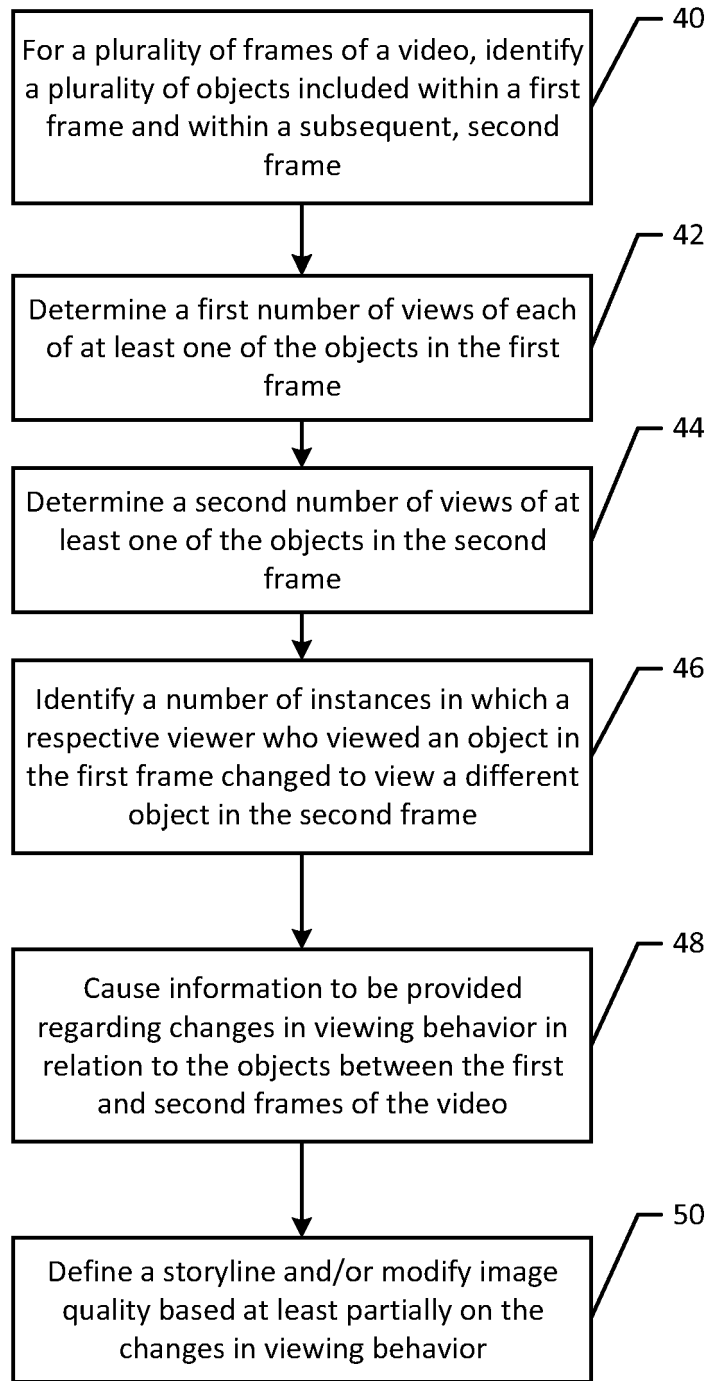 40
For a plurality of frames of a video, identify
a plurality of objects included within a first
frame and within a subsequent, second
frame
42
Determine a first number of views of each
of at least one of the objects in the first
frame
44
Determine a second number of views of at
least one of the objects in the second
frame
46
Identify a number of instances in which a
respective viewer who viewed an object in
the first frame changed to view a different
object in the second frame
48
Cause information to be provided
regarding changes in viewing behavior in
relation to the objects between the first
and second frames of the video
50
Define a storyline and/or modify image
quality based at least partially on the
changes in viewing behavior